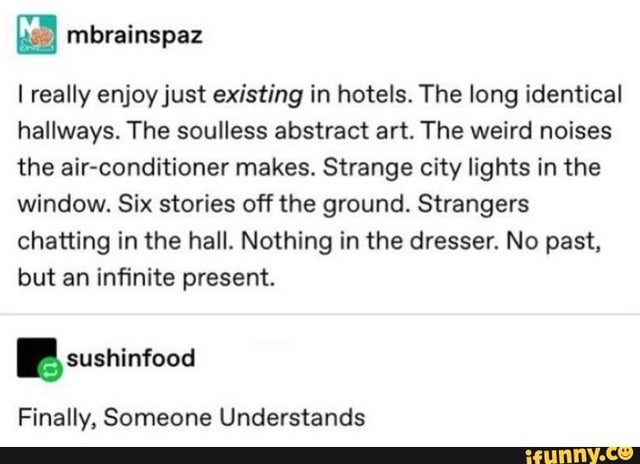 mbrainspaz
I really enjoy just existing in hotels. The long identical
hallways. The soulless abstract art. The weird noises
the air-conditioner makes. Strange city lights in the
window. Six stories off the ground. Strangers
chatting in the hall. Nothing in the dresser. No past,
but an infinite present.
sushinfood
Finally, Someone Understands
ifunny.co